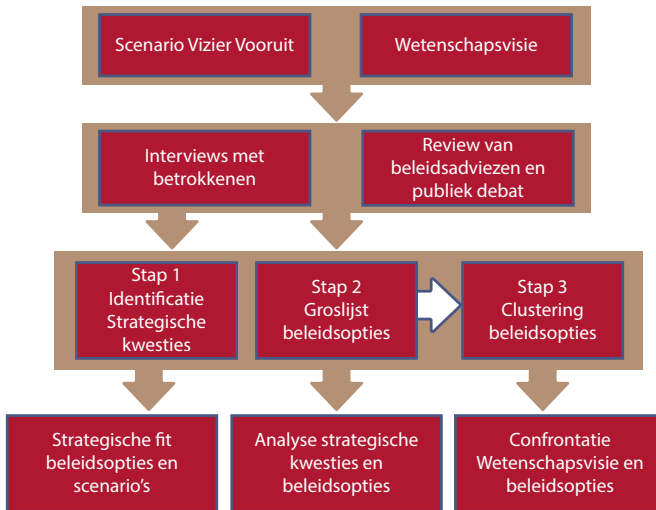 Scenario Vizier Vooruit
Wetenschapsvisie
Interviews met
betrokkenen
Review van
beleidsadviezen en
publiek debat
Stap 1
Identificatie
Strategische
kwesties
Stap 2
Groslijst
beleidsopties
Stap 3
Clustering
beleidsopties
Strategische fit
beleidsopties en
scenario's
Analyse strategische
kwesties en
beleidsopties
Confrontatie
Wetenschapsvisie en
beleidsopties